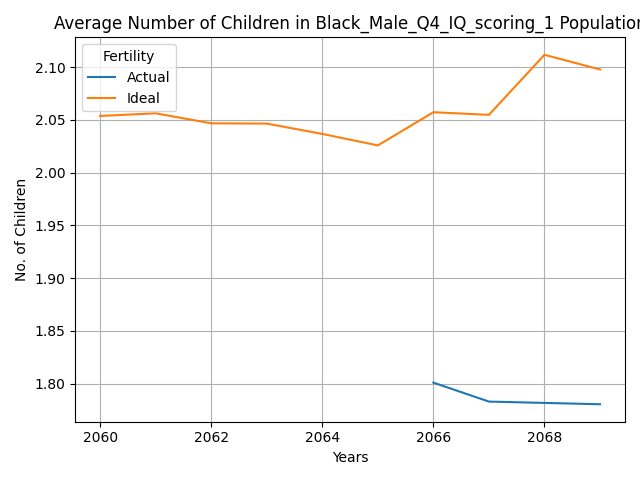 Average Number of Children in Black_Male_Q4_IQ_scoring_1 Population
Fertility
Actual
Ideal
2.10
2.05
2.00
1.95
1.90
1.85
1.80
No. of Children
2060
2062
2064
2066
2068
Years